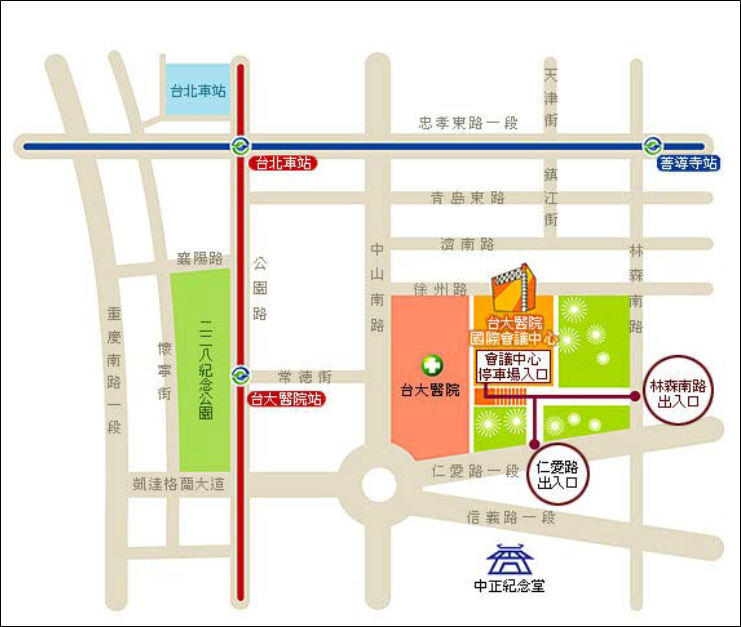 天津街
台北車站
忠孝東路一段
台北車站
善導寺站
鎮江街
青島東路
濟南路
中山南路
林森南路
襄陽路
公園路
徐州路
台大醫院
國際會議中心
重慶南路一段
懷寧街
二二八紀念公園
會議中心
停車場入口
常德街
台大醫院
台大醫院站
林森南路
出入口
仁愛路一段
仁愛路
出入口
凱達格蘭大道
信義路一段
中正紀念堂